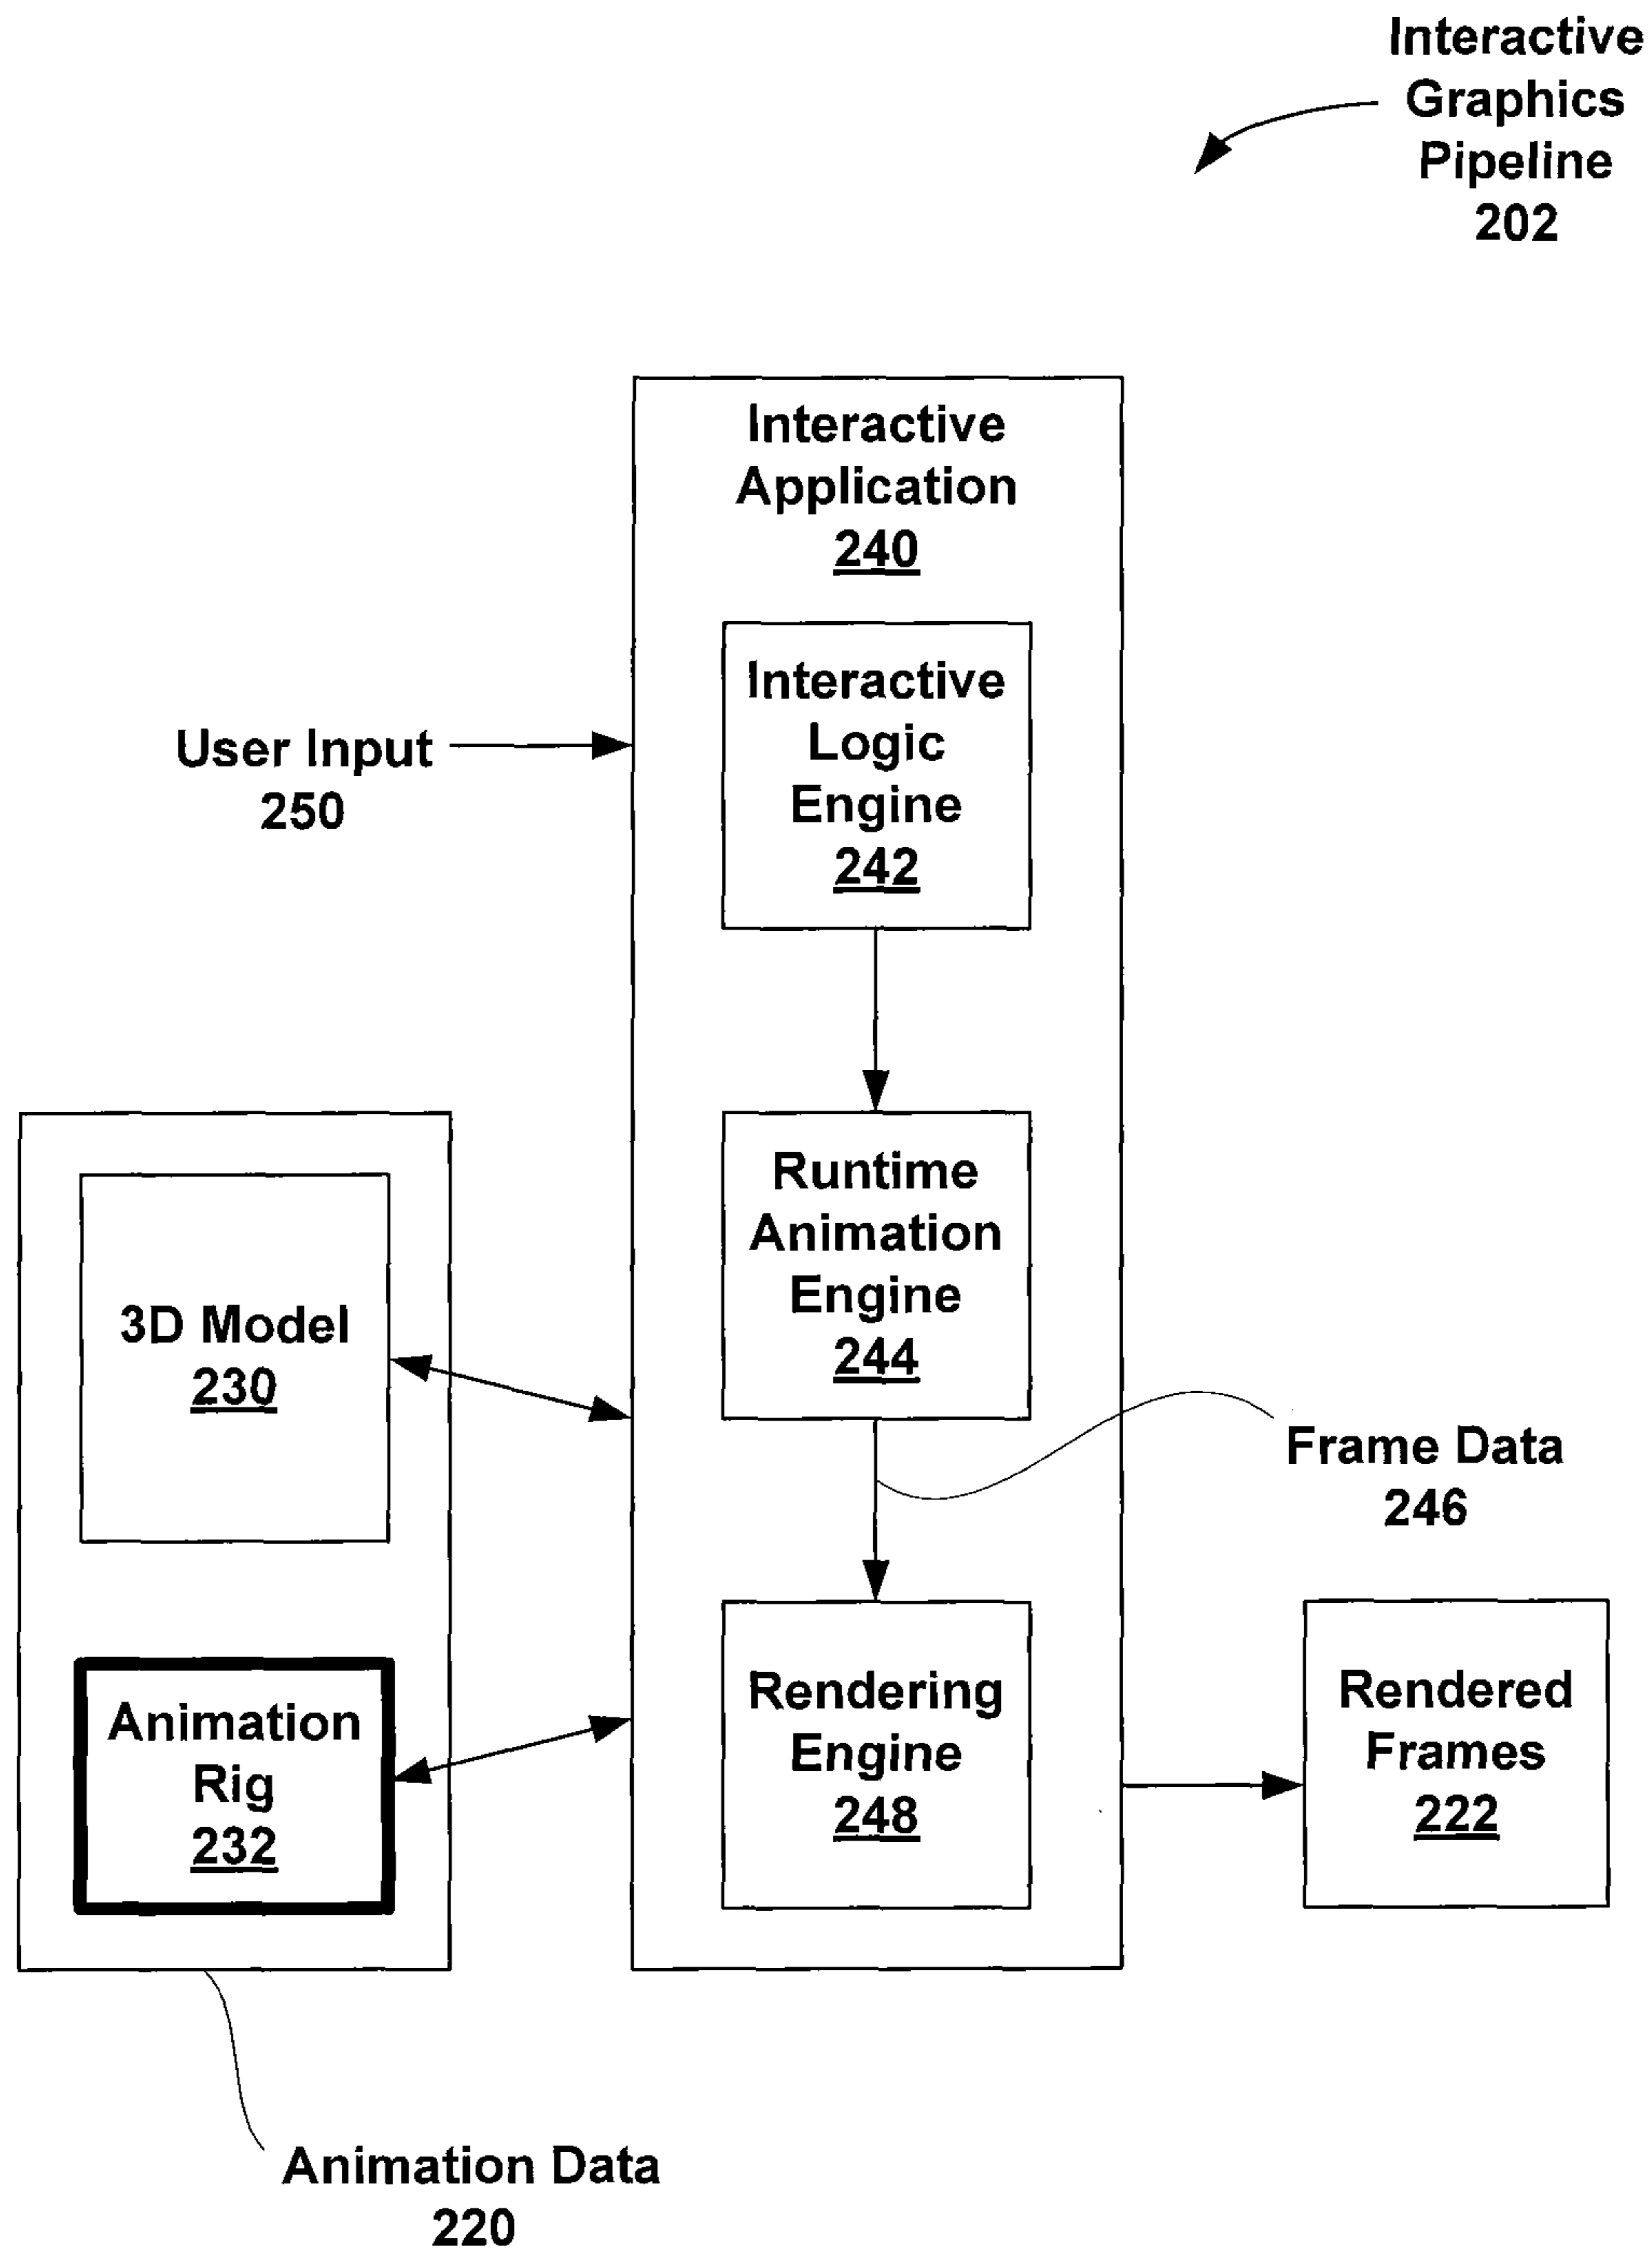 Interactive
Graphics
Pipeline
202
Interactive
Application
240
Interactive
Logic
Engine
242
User Input
250
Runtime
Animation
Engine
244
3D Model
230
Frame Data
246
Animation
Rig
232
Rendering
Engine
248
Rendered
Frames
222
Animation Data
220